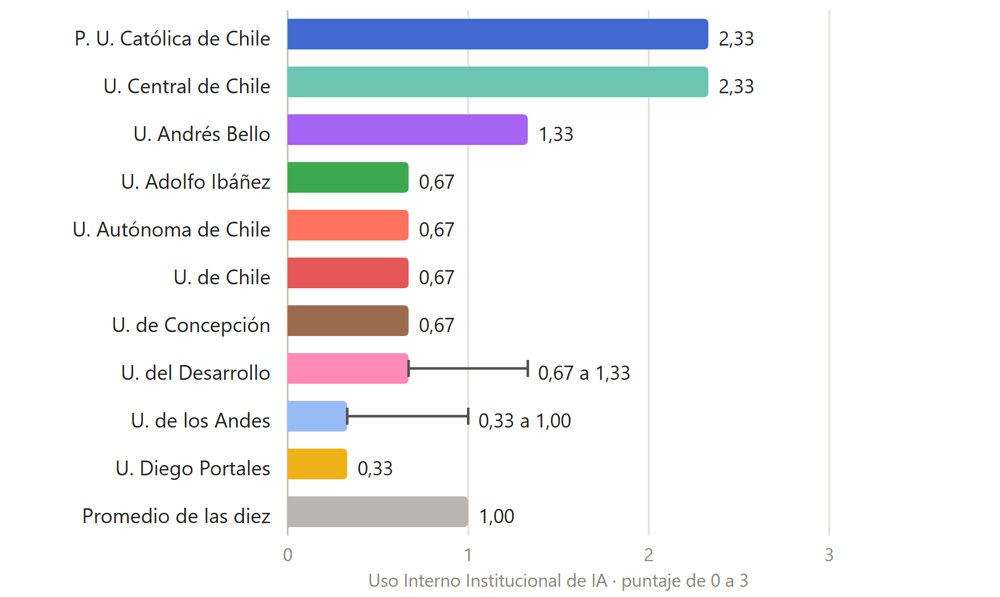 P. U. Católica de Chile 2,33
U. Central de Chile 2,33
U. Andrés Bello 1,33
U. Adolfo Ibáñez 0,67
U. Autónoma de Chile 0,67
U. de Chile 0,67
U. de Concepción 0,67
U. del Desarrollo 0,67 a 1,33
U. de los Andes 0,33 a 1,00
U. Diego Portales 0,33
Promedio de las diez 1,00
0 1 2 3
Uso Interno Institucional de IA · puntaje de 0 a 3